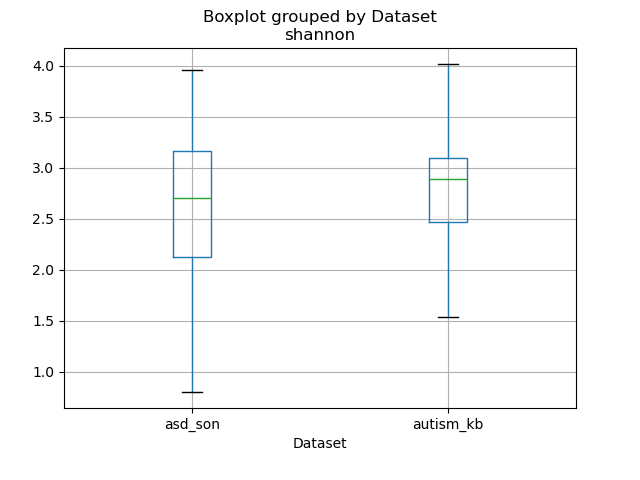 Boxplot grouped by Dataset
shannon
4.0
3.5
3.0
2.5
2.0
1.5
1.0
asd_son
autism_kb
Dataset